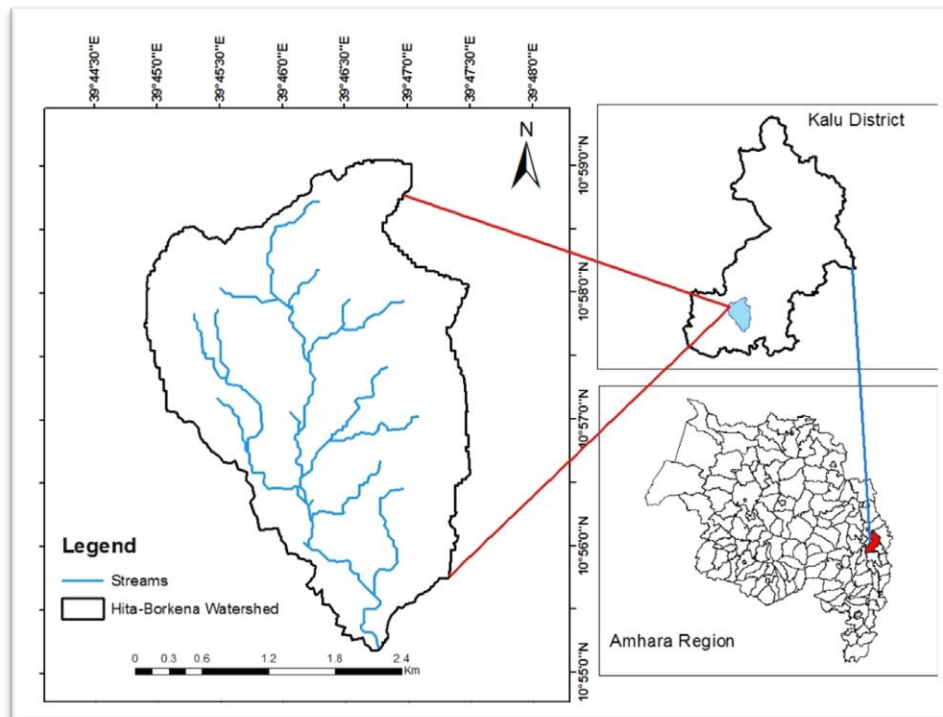 39°44'30"E
39°45'0"E
39°45'30"E
39°46'0"E
39°46'30"E
39°47'0"E
39°47'30"E
39°48'0"E
N
Kalu District
10°59'0"N
10°58'0"N
10°57'0"N
10°56'0"N
10°55'0"N
Legend
Streams
Hita-Borkena Watershed
0 0.3 0.6 1.2 1.8 2.4
Km
Amhara Region